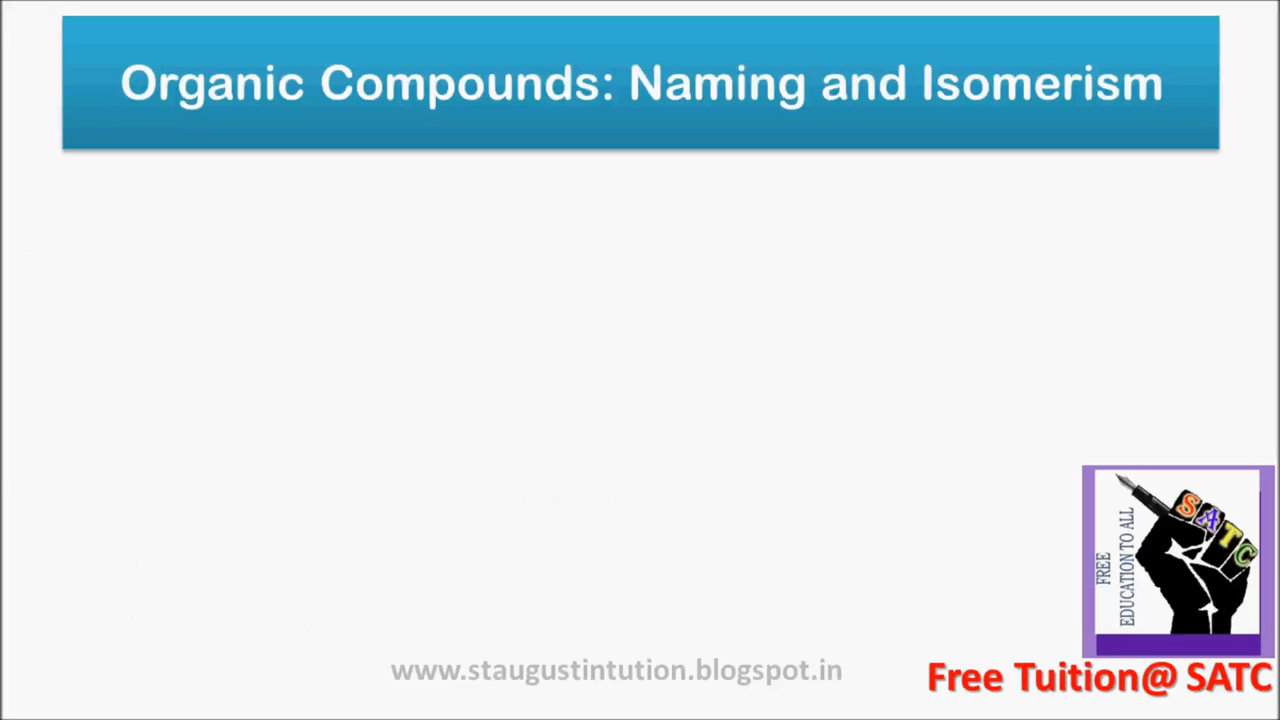 Organic Compounds: Naming and Isomerism
SATC
FREE
EDUCATION TO ALL
www.staugustintution.blogspot.in
Free Tuition@ SATC